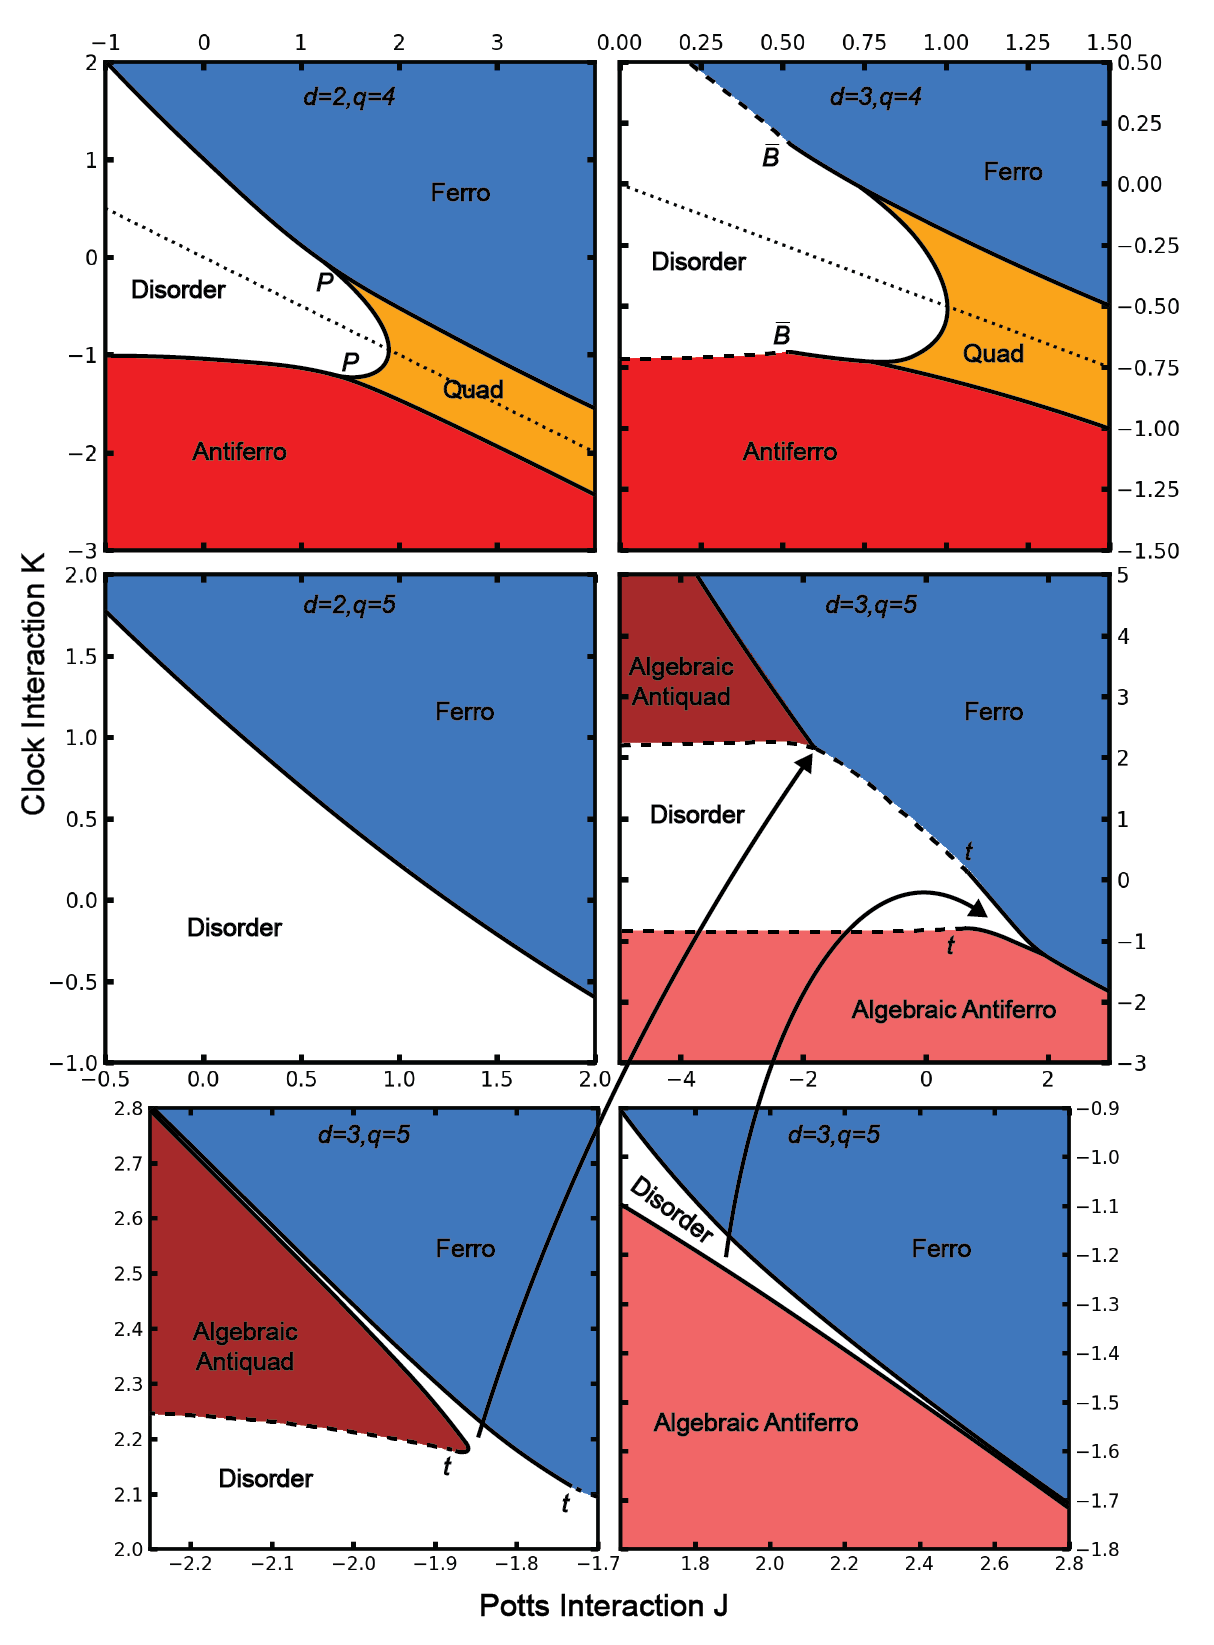 −1 0 1 2 3
0.00 0.25 0.50 0.75 1.00 1.25 1.50
2
1
0
−1
−2
−3
d=2,q=4
Ferro
Disorder
P
P
Quad
Antiferro
0.50
0.25
0.00
−0.25
−0.50
−0.75
−1.00
−1.25
−1.50
d=3,q=4
B̅
Ferro
Disorder
B̅
Quad
Antiferro
Clock Interaction K
2.0
1.5
1.0
0.5
0.0
−0.5
−1.0
d=2,q=5
Ferro
Disorder
−0.5 0.0 0.5 1.0 1.5 2.0
5
4
3
2
1
0
−1
−2
−3
d=3,q=5
Algebraic
Antiquad
Ferro
Disorder
t
t
Algebraic Antiferro
−4 −2 0 2
2.8
2.7
2.6
2.5
2.4
2.3
2.2
2.1
2.0
d=3,q=5
Ferro
Algebraic
Antiquad
t
Disorder
t
−2.2 −2.1 −2.0 −1.9 −1.8 −1.7
−0.9
−1.0
−1.1
−1.2
−1.3
−1.4
−1.5
−1.6
−1.7
−1.8
d=3,q=5
Disorder
Ferro
Algebraic Antiferro
1.8 2.0 2.2 2.4 2.6 2.8
Potts Interaction J